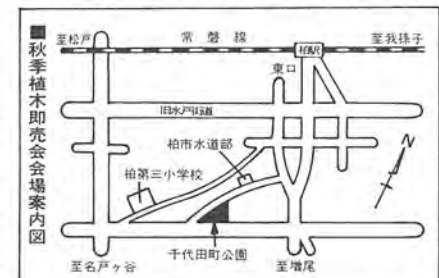 ■秋季植木即売会会場案内図
至松戸
常磐線
柏駅
至我孫子
東口
旧水戸街道
柏市水道部
柏第三小学校
N
千代田町公園
至名戸ヶ谷
至増尾